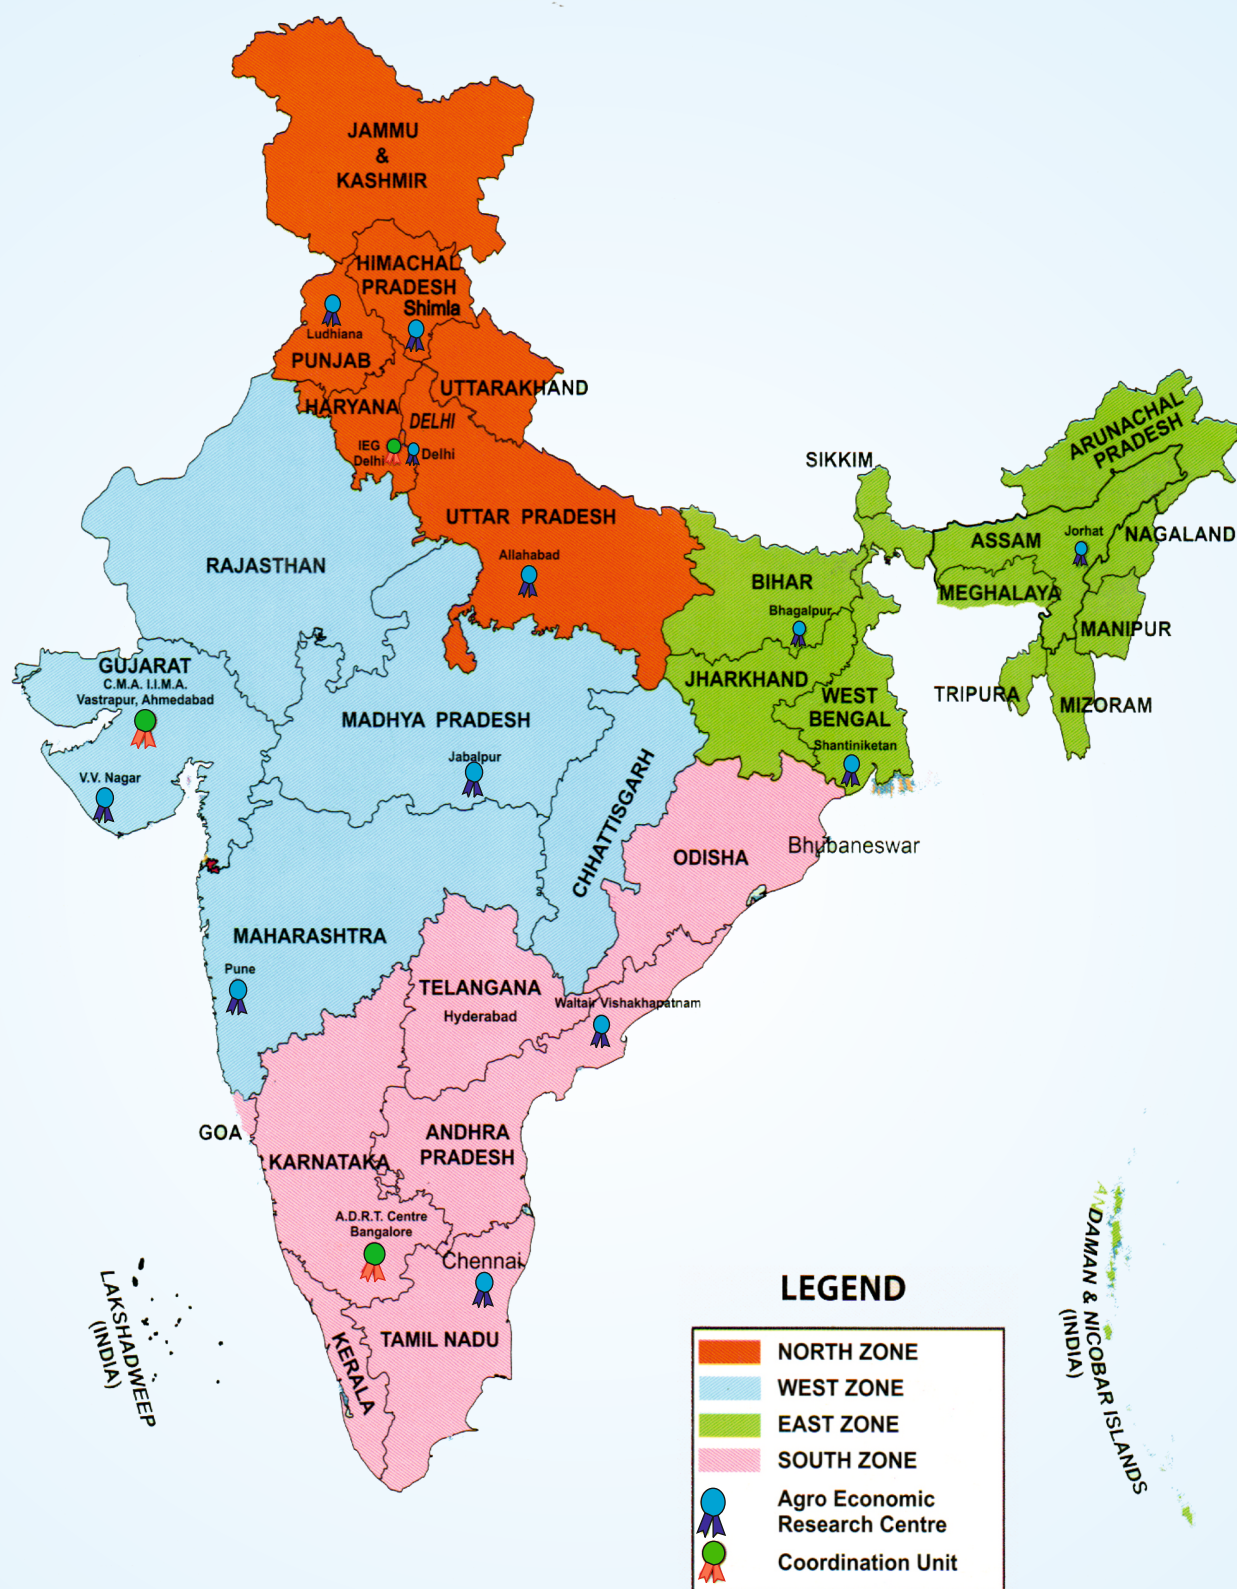 JAMMU
&
KASHMIR
HIMACHAL
PRADESH
Shimla
Ludhiana
PUNJAB
UTTARAKHAND
HARYANA
DELHI
IEG
Delhi
Delhi
UTTAR PRADESH
Allahabad
RAJASTHAN
SIKKIM
ARUNACHAL
PRADESH
ASSAM
Jorhat
NAGALAND
MEGHALAYA
MANIPUR
TRIPURA
MIZORAM
BIHAR
Bhagalpur
JHARKHAND
WEST
BENGAL
Shantiniketan
GUJARAT
C.M.A. I.I.M.A.
Vastrapur, Ahmedabad
V.V. Nagar
MADHYA PRADESH
Jabalpur
CHHATTISGARH
ODISHA
Bhubaneswar
MAHARASHTRA
Pune
TELANGANA
Hyderabad
Waltair Vishakhapatnam
GOA
KARNATAKA
ANDHRA
PRADESH
A.D.R.T. Centre
Bangalore
Chennai
TAMIL NADU
KERALA
LAKSHADWEEP
(INDIA)
DAMAN & NICOBAR ISLANDS
(INDIA)
LEGEND
NORTH ZONE
WEST ZONE
EAST ZONE
SOUTH ZONE
Agro Economic
Research Centre
Coordination Unit